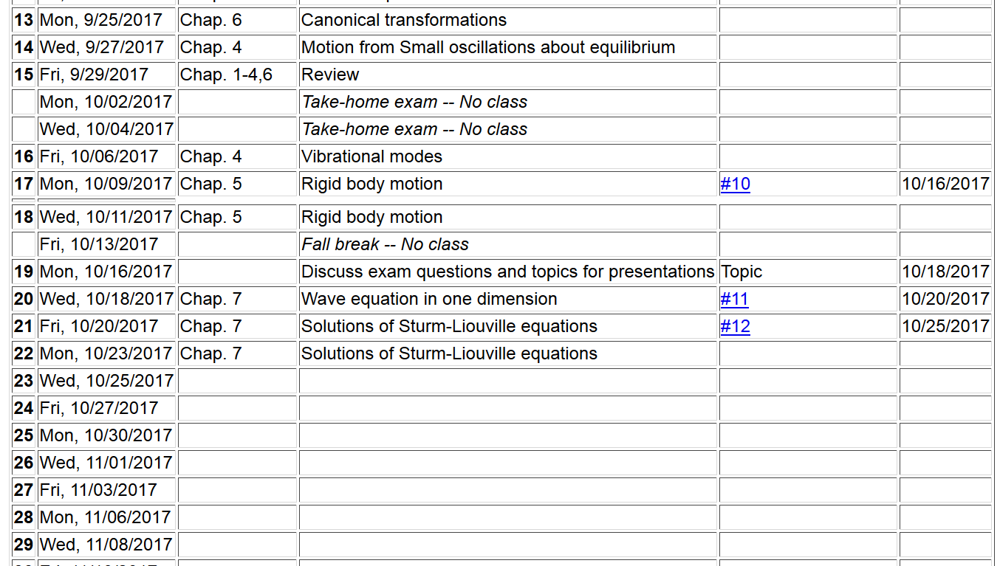 13 Mon, 9/25/2017 Chap. 6 Canonical transformations
14 Wed, 9/27/2017 Chap. 4 Motion from Small oscillations about equilibrium
15 Fri, 9/29/2017 Chap. 1-4,6 Review
Mon, 10/02/2017 Take-home exam -- No class
Wed, 10/04/2017 Take-home exam -- No class
16 Fri, 10/06/2017 Chap. 4 Vibrational modes
17 Mon, 10/09/2017 Chap. 5 Rigid body motion #10 10/16/2017
18 Wed, 10/11/2017 Chap. 5 Rigid body motion
Fri, 10/13/2017 Fall break -- No class
19 Mon, 10/16/2017 Discuss exam questions and topics for presentations Topic 10/18/2017
20 Wed, 10/18/2017 Chap. 7 Wave equation in one dimension #11 10/20/2017
21 Fri, 10/20/2017 Chap. 7 Solutions of Sturm-Liouville equations #12 10/25/2017
22 Mon, 10/23/2017 Chap. 7 Solutions of Sturm-Liouville equations
23 Wed, 10/25/2017
24 Fri, 10/27/2017
25 Mon, 10/30/2017
26 Wed, 11/01/2017
27 Fri, 11/03/2017
28 Mon, 11/06/2017
29 Wed, 11/08/2017